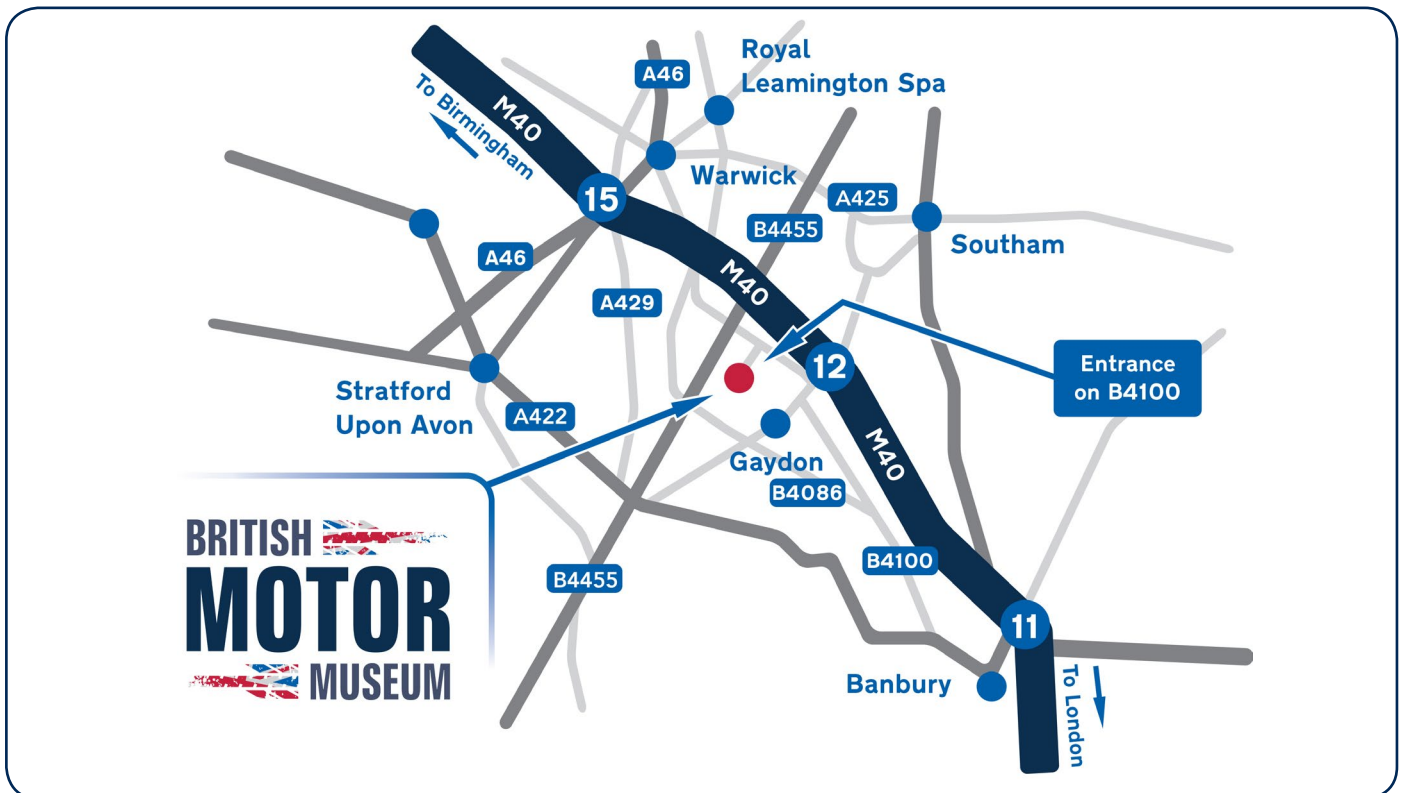 Royal
Leamington Spa
A46
M40
To Birmingham
Warwick
15
A425
B4455
Southam
A46
M40
A429
Entrance
on B4100
12
Stratford
Upon Avon
A422
M40
Gaydon
B4086
BRITISH
MOTOR
MUSEUM
B4100
B4455
11
Banbury
To London